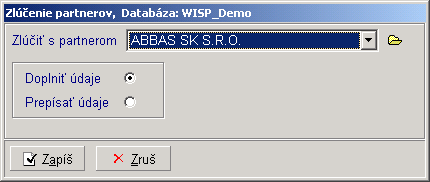 Zlúčenie partnerov, Databáza: WISP_Demo
Zlúčiť s partnerom ABBAS SK S.R.O.
Doplniť údaje
Prepísať údaje
Zapíš Zruš